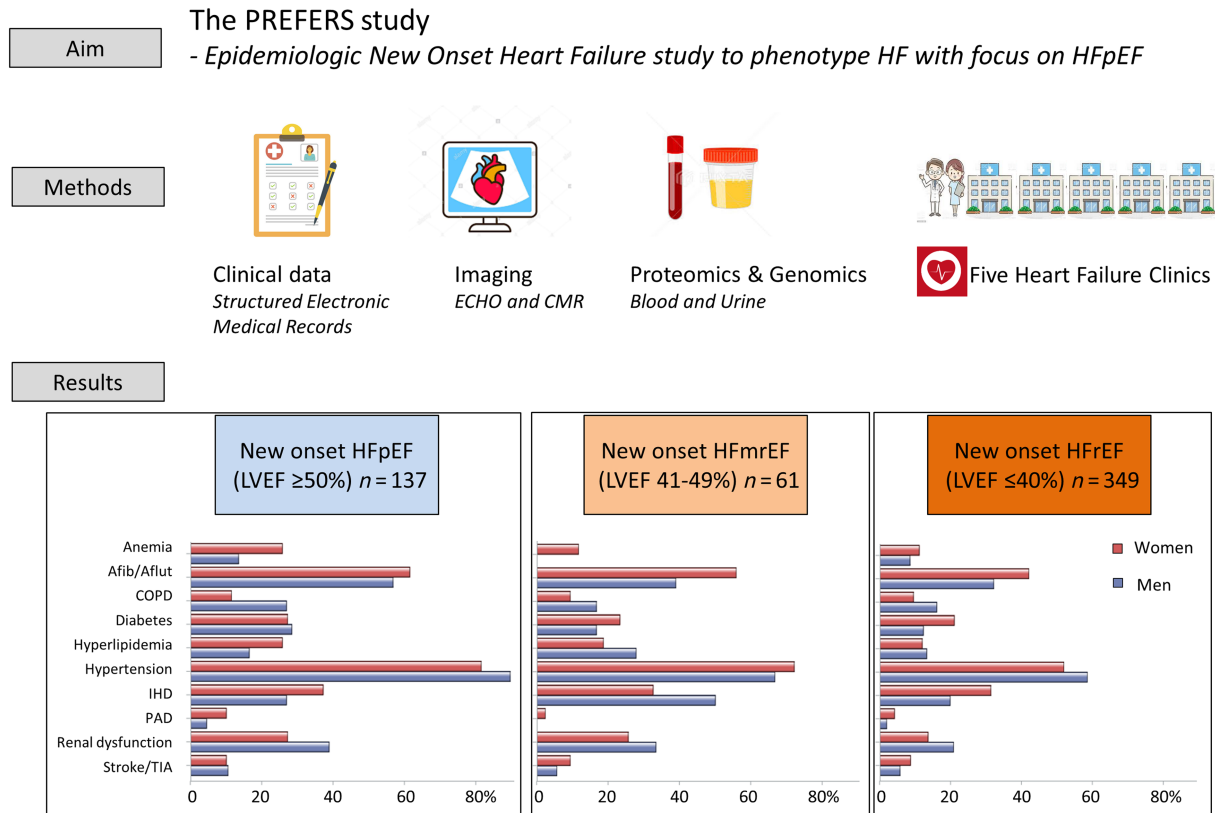 Aim
The PREFERS study
- Epidemiologic New Onset Heart Failure study to phenotype HF with focus on HFpEF
Methods
Clinical data
Structured Electronic
Medical Records
Imaging
ECHO and CMR
Proteomics & Genomics
Blood and Urine
Five Heart Failure Clinics
Results
New onset HFpEF
(LVEF ≥50%) n = 137
New onset HFmrEF
(LVEF 41-49%) n = 61
New onset HFrEF
(LVEF ≤40%) n = 349
Women
Men
Anemia
Afib/Aflut
COPD
Diabetes
Hyperlipidemia
Hypertension
IHD
PAD
Renal dysfunction
Stroke/TIA
0 20 40 60 80%
0 20 40 60 80%
0 20 40 60 80%